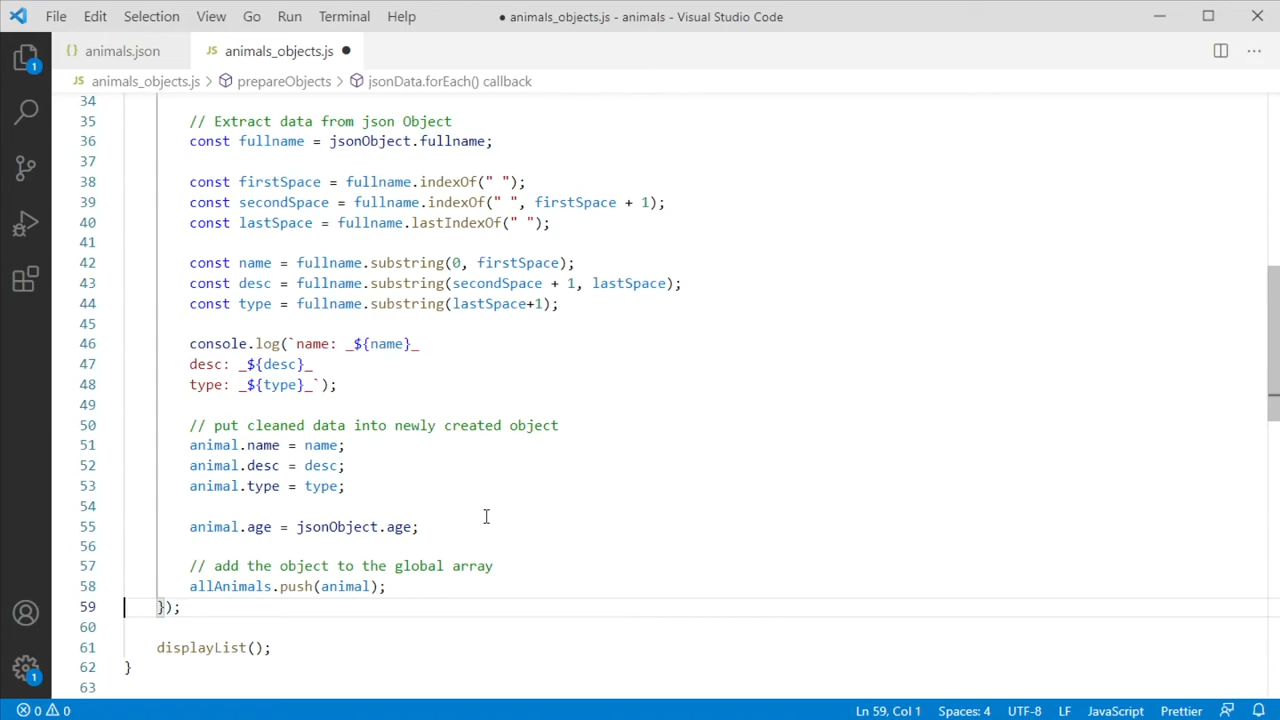 File Edit Selection View Go Run Terminal Help ● animals_objects.js - animals - Visual Studio Code
{} animals.json JS animals_objects.js ●
JS animals_objects.js > prepareObjects > jsonData.forEach() callback
34
35 // Extract data from json Object
36 const fullname = jsonObject.fullname;
37
38 const firstSpace = fullname.indexOf(" ");
39 const secondSpace = fullname.indexOf(" ", firstSpace + 1);
40 const lastSpace = fullname.lastIndexOf(" ");
41
42 const name = fullname.substring(0, firstSpace);
43 const desc = fullname.substring(secondSpace + 1, lastSpace);
44 const type = fullname.substring(lastSpace+1);
45
46 console.log(`name: _${name}_
47 desc: _${desc}_
48 type: _${type}_`);
49
50 // put cleaned data into newly created object
51 animal.name = name;
52 animal.desc = desc;
53 animal.type = type;
54
55 animal.age = jsonObject.age;
56
57 // add the object to the global array
58 allAnimals.push(animal);
59 });
60
61 displayList();
62 }
63
1
1
0 0 Ln 59, Col 1 Spaces: 4 UTF-8 LF JavaScript Prettier